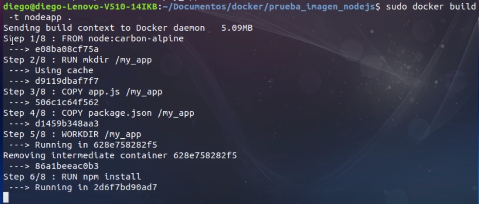 diego@diego-Lenovo-V510-14IKB:~/Documentos/docker/prueba_imagen_nodejs$ sudo docker build
-t nodeapp .
Sending build context to Docker daemon 5.09MB
Step 1/8 : FROM node:carbon-alpine
---> e08ba08cf75a
Step 2/8 : RUN mkdir /my_app
---> Using cache
---> d9119dbaf7f7
Step 3/8 : COPY app.js /my_app
---> 506c1c64f562
Step 4/8 : COPY package.json /my_app
---> d1459b348aa3
Step 5/8 : WORKDIR /my_app
---> Running in 628e758282f5
Removing intermediate container 628e758282f5
---> 86a1beeac0b3
Step 6/8 : RUN npm install
---> Running in 2d6f7bd90ad7